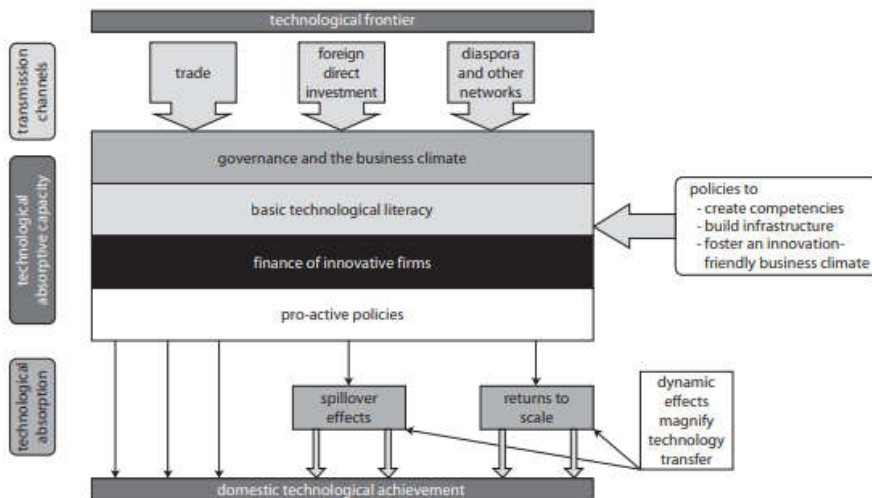 technological frontier
transmission
channels
trade
foreign
direct
investment
diaspora
and other
networks
technological
absorptive capacity
governance and the business climate
basic technological literacy
finance of innovative firms
pro-active policies
policies to
- create competencies
- build infrastructure
- foster an innovation-
friendly business climate
technological
absorption
spillover
effects
returns to
scale
dynamic
effects
magnify
technology
transfer
domestic technological achievement